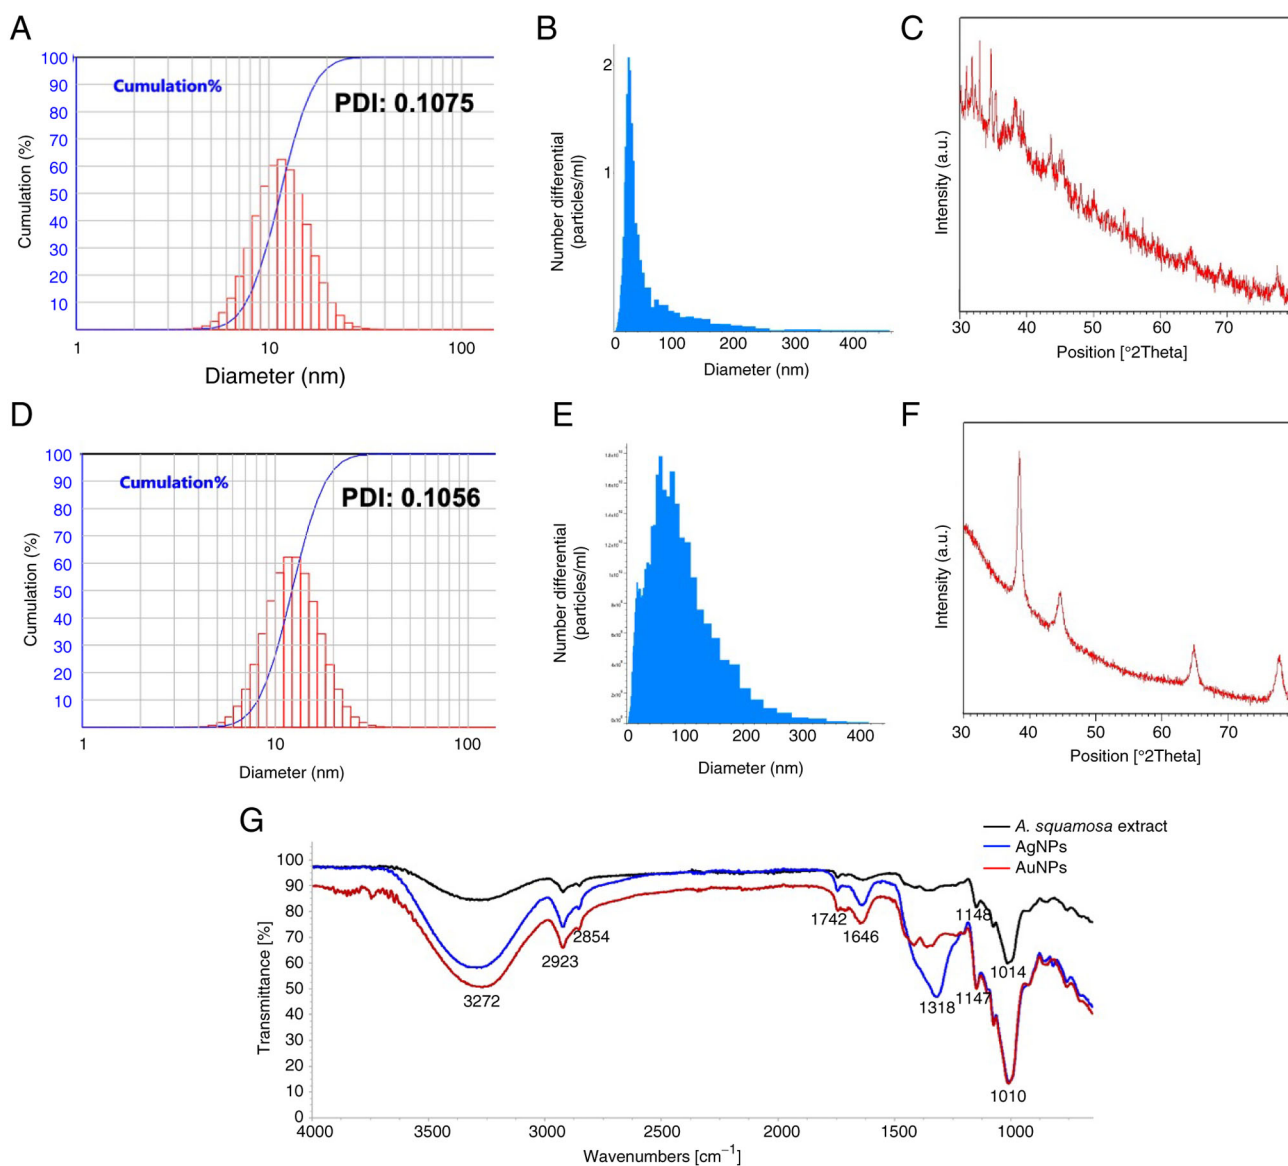 A
100
90
80
70
60
50
40
30
20
10
Cumulation (%)
Cumulation%
PDI: 0.1075
1 10 100
Diameter (nm)
B
2
1
Number differential
(particles/ml)
0 100 200 300 400
Diameter (nm)
C
Intensity (a.u.)
30 40 50 60 70
Position [°2Theta]
D
100
90
80
70
60
50
40
30
20
10
Cumulation (%)
Cumulation%
PDI: 0.1056
1 10 100
Diameter (nm)
E
Number differential
(particles/ml)
0 100 200 300 400
Diameter (nm)
F
Intensity (a.u.)
30 40 50 60 70
Position [°2Theta]
G
A. squamosa extract
AgNPs
AuNPs
100
90
80
70
60
50
40
30
20
10
0
Transmittance [%]
3272
2923
2854
1742
1646
1318
1148
1147
1014
1010
4000 3500 3000 2500 2000 1500 1000
Wavenumbers [cm⁻¹]